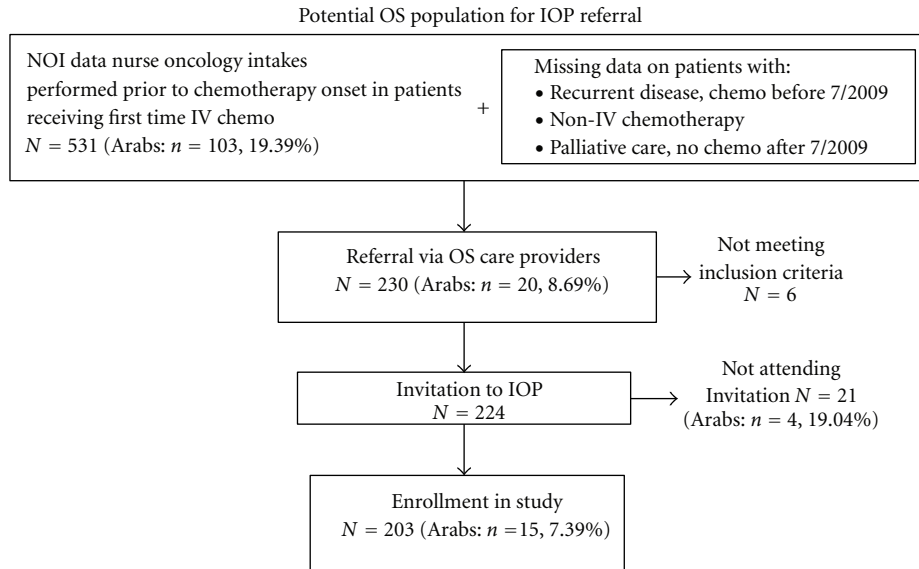 Potential OS population for IOP referral
NOI data nurse oncology intakes
performed prior to chemotherapy onset in patients
receiving first time IV chemo
N = 531 (Arabs: n = 103, 19.39%)
+
Missing data on patients with:
• Recurrent disease, chemo before 7/2009
• Non-IV chemotherapy
• Palliative care, no chemo after 7/2009
Referral via OS care providers
N = 230 (Arabs: n = 20, 8.69%)
Not meeting
inclusion criteria
N = 6
Invitation to IOP
N = 224
Not attending
Invitation N = 21
(Arabs: n = 4, 19.04%)
Enrollment in study
N = 203 (Arabs: n =15, 7.39%)